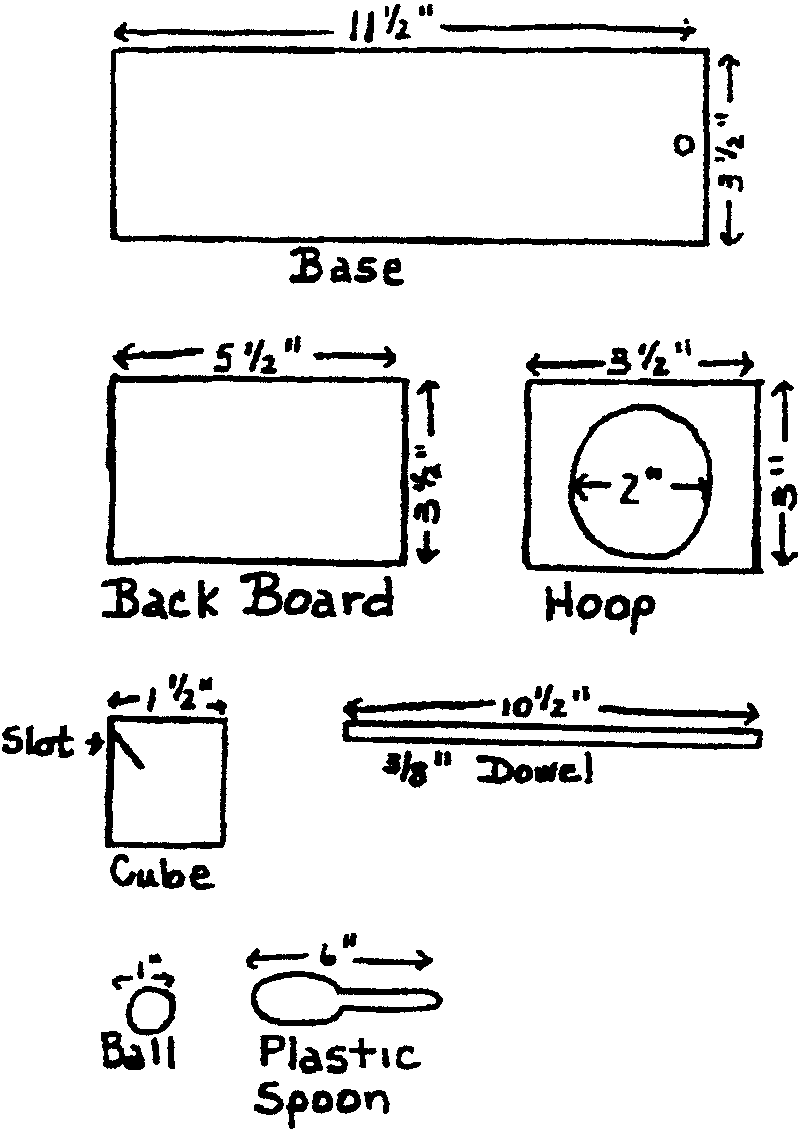 11 1/2"
3 1/2"
Base
5 1/2"
3 1/2"
Back Board
3 1/2"
2"
3"
Hoop
1 1/2"
Slot
Cube
10 1/2"
3/8" Dowel
1"
Ball
6"
Plastic
Spoon